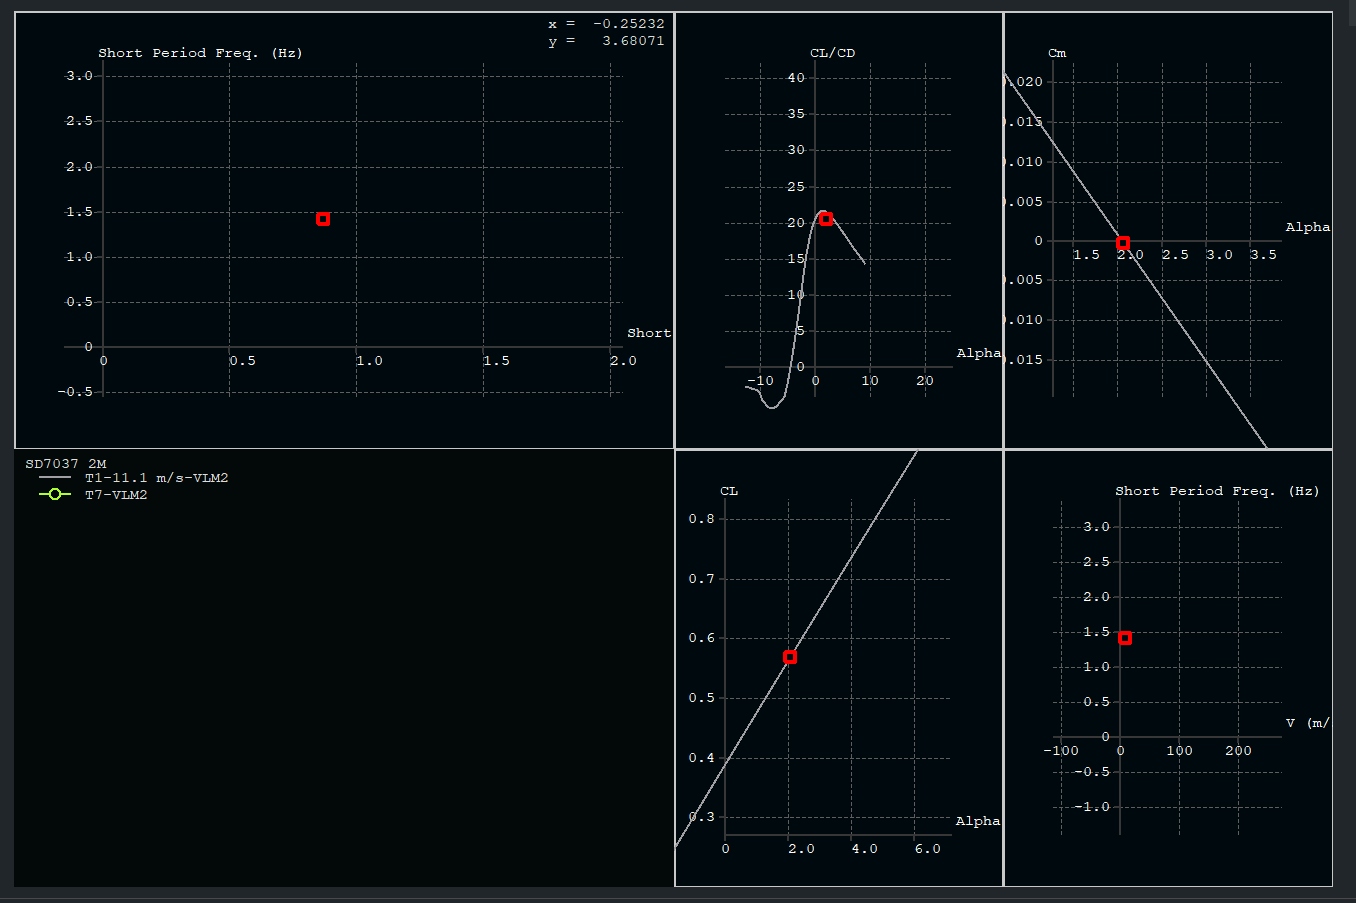 x = -0.25232
y = 3.68071
Short Period Freq. (Hz)
3.0
2.5
2.0
1.5
1.0
0.5
0
-0.5
0 0.5 1.0 1.5 2.0
Short
CL/CD
40
35
30
25
20
15
10
5
0
-10 0 10 20
Alpha
Cm
.020
.015
.010
.005
0
.005
.010
.015
1.5 2.0 2.5 3.0 3.5
Alpha
SD7037 2M
T1-11.1 m/s-VLM2
T7-VLM2
CL
0.8
0.7
0.6
0.5
0.4
0.3
0 2.0 4.0 6.0
Alpha
Short Period Freq. (Hz)
3.0
2.5
2.0
1.5
1.0
0.5
0
-0.5
-1.0
-100 0 100 200
V (m/